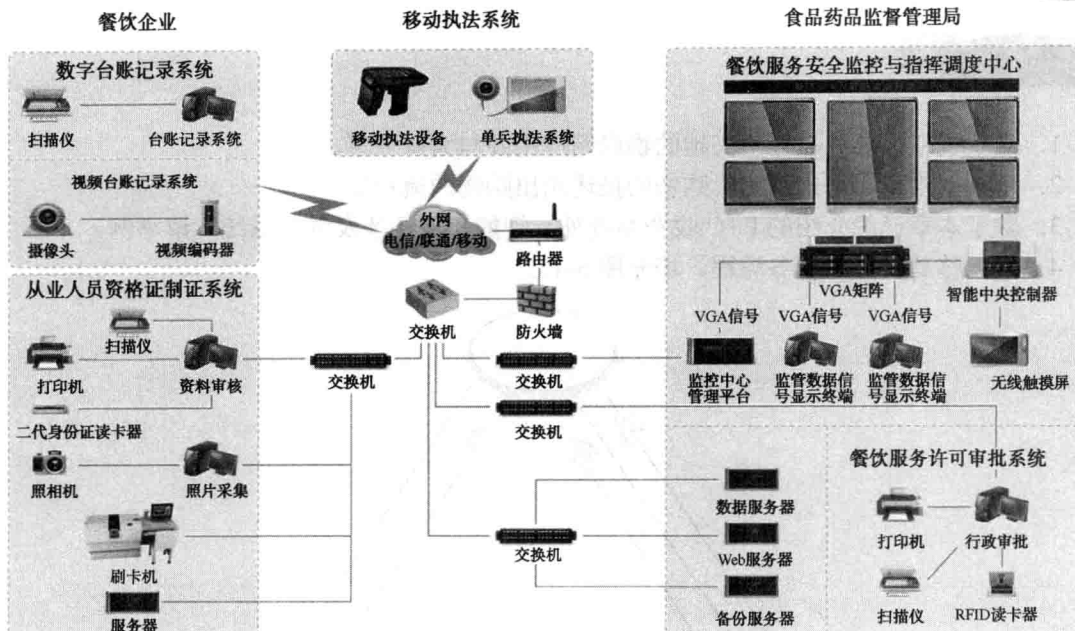 餐饮企业
移动执法系统
食品药品监督管理局
数字台账记录系统
扫描仪
台账记录系统
视频台账记录系统
摄像头
视频编码器
从业人员资格证制证系统
扫描仪
打印机
资料审核
二代身份证读卡器
照相机
照片采集
刷卡机
服务器
移动执法设备
单兵执法系统
外网
电信/联通/移动
路由器
交换机
防火墙
交换机
交换机
交换机
交换机
餐饮服务安全监控与指挥调度中心
VGA矩阵
智能中央控制器
VGA信号
VGA信号
VGA信号
监控中心
管理平台
监管数据信
号显示终端
监管数据信
号显示终端
无线触摸屏
数据服务器
Web服务器
备份服务器
餐饮服务许可审批系统
打印机
行政审批
扫描仪
RFID读卡器